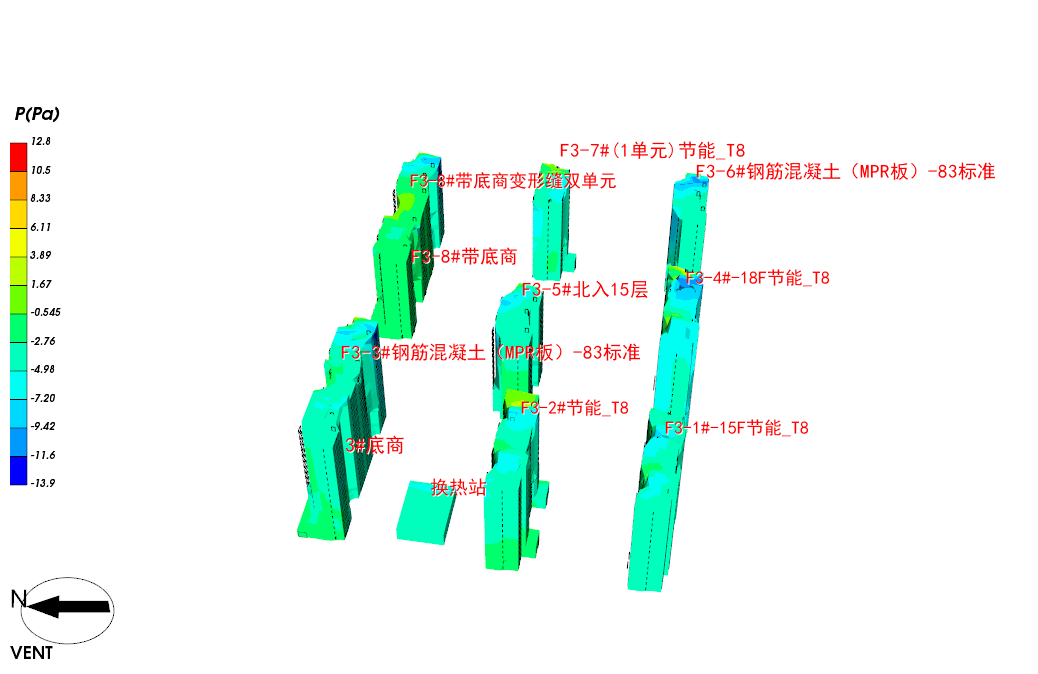 P(Pa)
12.8
10.5
8.33
6.11
3.89
1.67
-0.545
-2.76
-4.98
-7.20
-9.42
-11.6
-13.9
F3-7#(1单元)节能_T8
F3-6#钢筋混凝土（MPR板）-83标准
F3-8#带底商变形缝双单元
F3-8#带底商
F3-4#-18F节能_T8
F3-5#北入15层
F3-3#钢筋混凝土（MPR板）-83标准
F3-2#节能_T8
F3-1#-15F节能_T8
3#底商
换热站
N
VENT